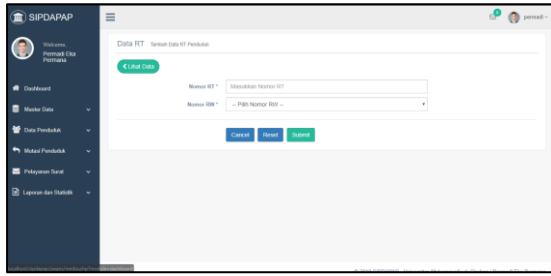 SIPDAPAP
Welcome,
Permadi Eka
Permana
permadi
Dashboard
Master Data
Data Penduduk
Mutasi Penduduk
Pelayanan Surat
Laporan dan Statistik
Data RT Tambah Data RT Penduduk
Lihat Data
Nomor RT *
Masukkan Nomor RT
Nomor RW *
-- Pilih Nomor RW --
Cancel
Reset
Submit